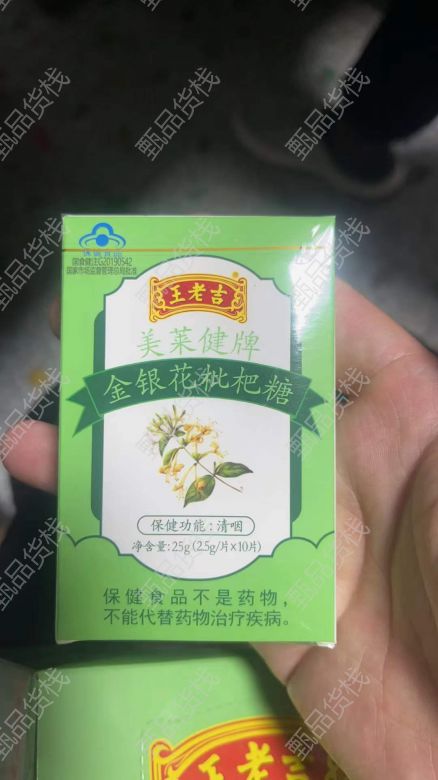 保健食品
国食健注G20190542
国家市场监督管理总局批准
王老吉
®
美莱健牌
金银花枇杷糖
保健功能：清咽
净含量：25g（2.5g/片×10片）
保健食品不是药物，
不能代替药物治疗疾病。
王老吉
甄品货栈